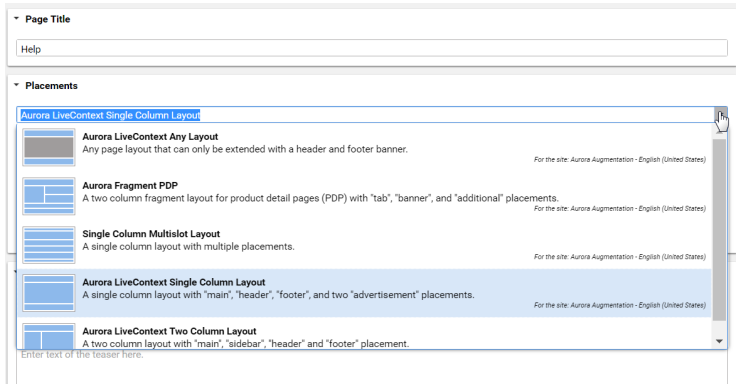 Page Title
Help
Placements
Aurora LiveContext Single Column Layout
Aurora LiveContext Any Layout
Any page layout that can only be extended with a header and footer banner.
For the site: Aurora Augmentation - English (United States)
Aurora Fragment PDP
A two column fragment layout for product detail pages (PDP) with "tab", "banner", and "additional" placements.
For the site: Aurora Augmentation - English (United States)
Single Column Multislot Layout
A single column layout with multiple placements.
For the site: Aurora Augmentation - English (United States)
Aurora LiveContext Single Column Layout
A single column layout with "main", "header", "footer", and two "advertisement" placements.
For the site: Aurora Augmentation - English (United States)
Aurora LiveContext Two Column Layout
A two column layout with "main", "sidebar", "header" and "footer" placement.
Enter text of the teaser here.